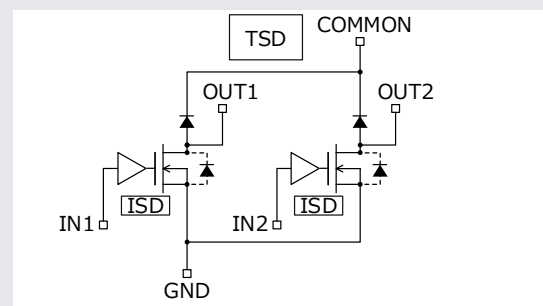 TSD
COMMON
OUT1
OUT2
ISD
ISD
IN1
IN2
GND